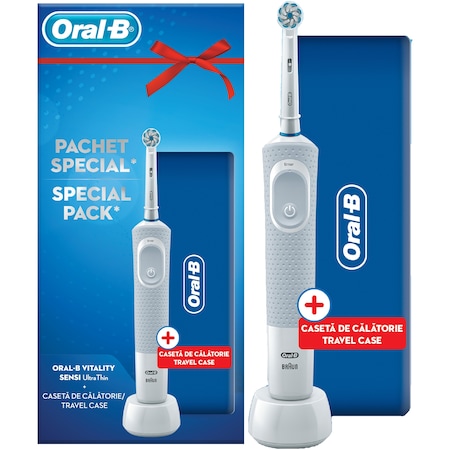 Oral-B
PACHET
SPECIAL*
SPECIAL
PACK*
Oral-B
+
CASETĂ DE CĂLĂTORIE
TRAVEL CASE
ORAL-B VITALITY
SENSI UltraThin
+
CASETĂ DE CĂLĂTORIE/
TRAVEL CASE
Oral-B
BRAUN
Oral-B
+
CASETĂ DE CĂLĂTORIE
TRAVEL CASE
Oral-B
BRAUN